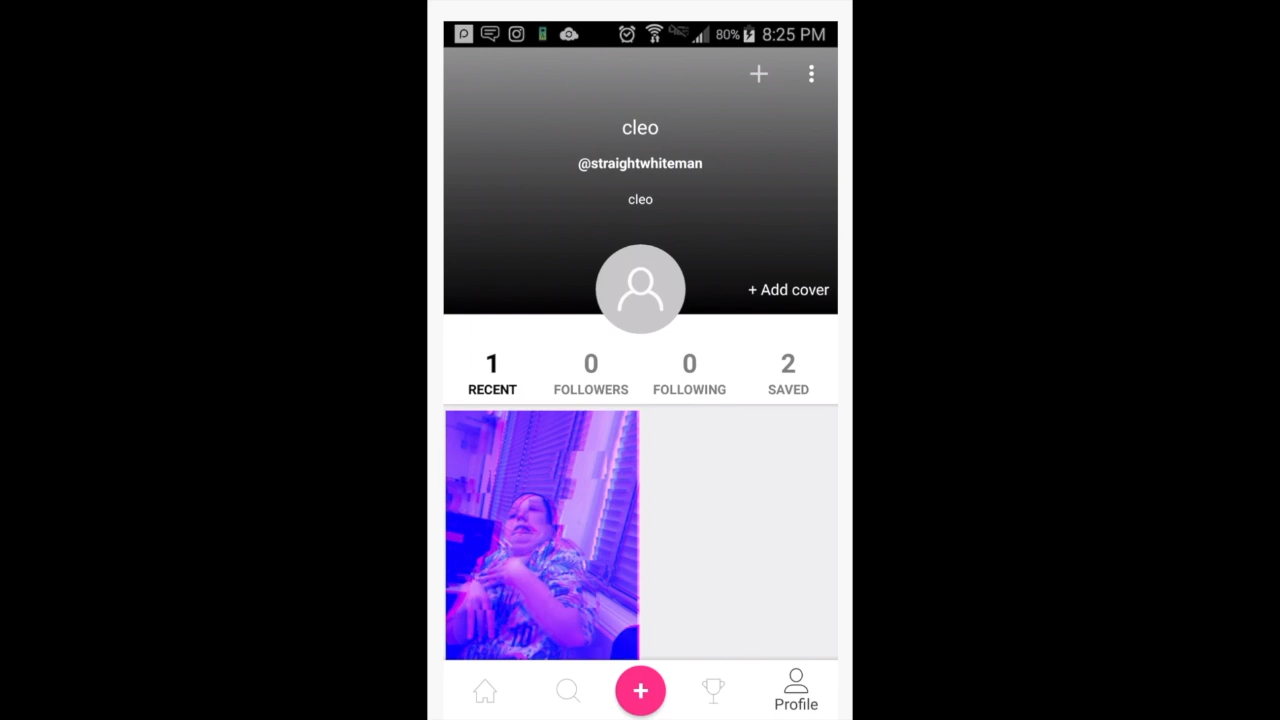 80% 8:25 PM
cleo
@straightwhiteman
cleo
+ Add cover
1 0 0 2
RECENT FOLLOWERS FOLLOWING SAVED
Profile